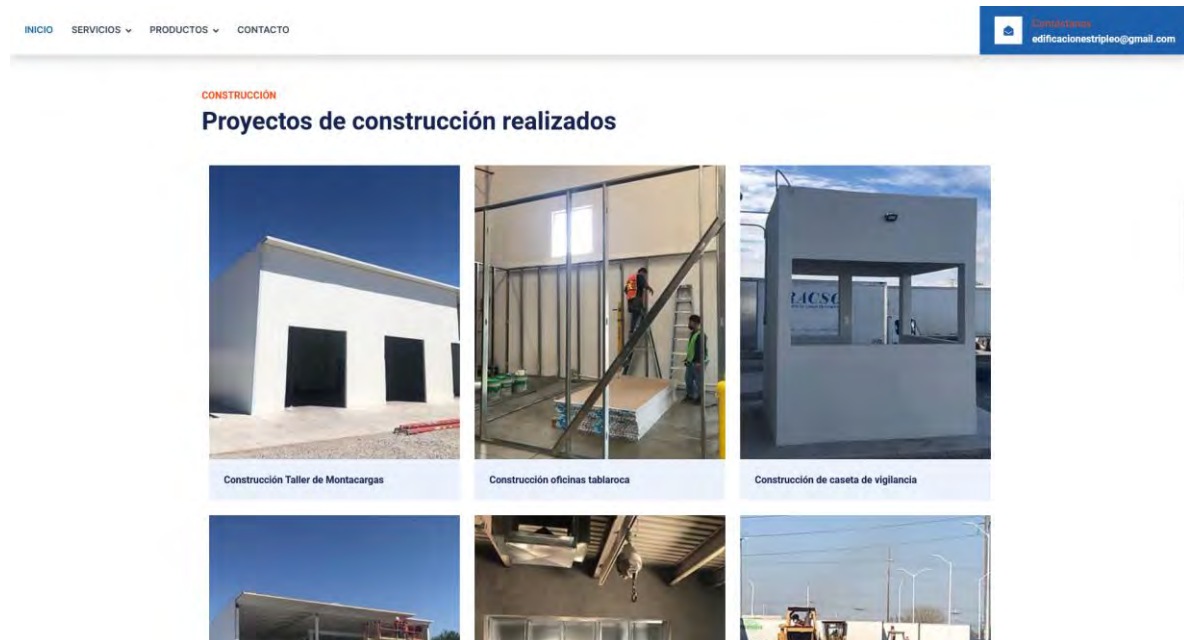 INICIO SERVICIOS PRODUCTOS CONTACTO
Contáctanos
edificacionestripleo@gmail.com
CONSTRUCCIÓN
Proyectos de construcción realizados
RACSO
Construcción Taller de Montacargas
Construcción oficinas tablaroca
Construcción de caseta de vigilancia